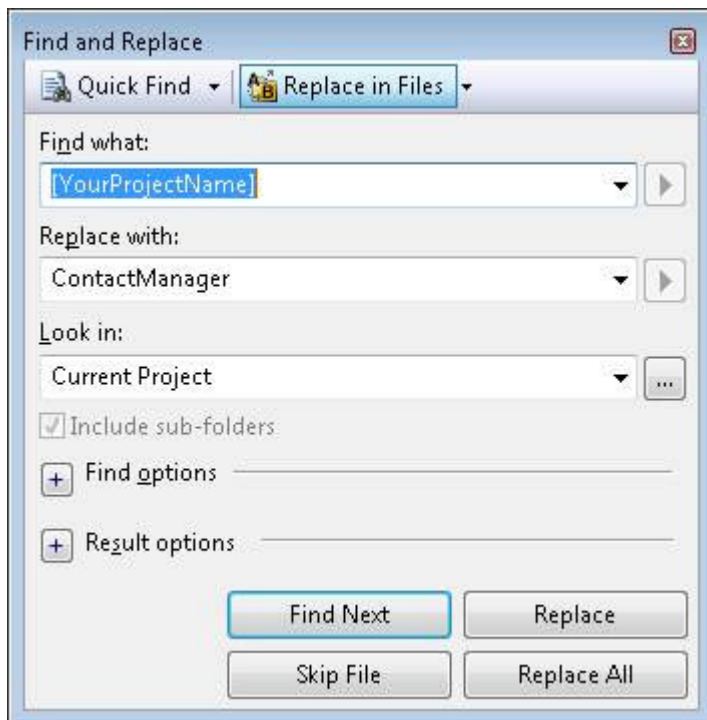 Find and Replace
Quick Find Replace in Files
Find what:
[YourProjectName]
Replace with:
ContactManager
Look in:
Current Project
...
Include sub-folders
Find options
Result options
Find Next Replace
Skip File Replace All